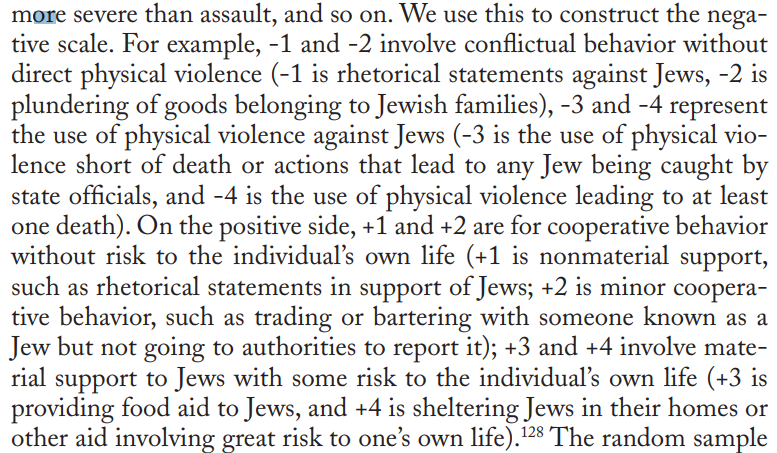 more severe than assault, and so on. We use this to construct the nega-
tive scale. For example, -1 and -2 involve conflictual behavior without
direct physical violence (-1 is rhetorical statements against Jews, -2 is
plundering of goods belonging to Jewish families), -3 and -4 represent
the use of physical violence against Jews (-3 is the use of physical vio-
lence short of death or actions that lead to any Jew being caught by
state officials, and -4 is the use of physical violence leading to at least
one death). On the positive side, +1 and +2 are for cooperative behavior
without risk to the individual’s own life (+1 is nonmaterial support,
such as rhetorical statements in support of Jews; +2 is minor coopera-
tive behavior, such as trading or bartering with someone known as a
Jew but not going to authorities to report it); +3 and +4 involve mate-
rial support to Jews with some risk to the individual’s own life (+3 is
providing food aid to Jews, and +4 is sheltering Jews in their homes or
other aid involving great risk to one’s own life).¹²⁸ The random sample